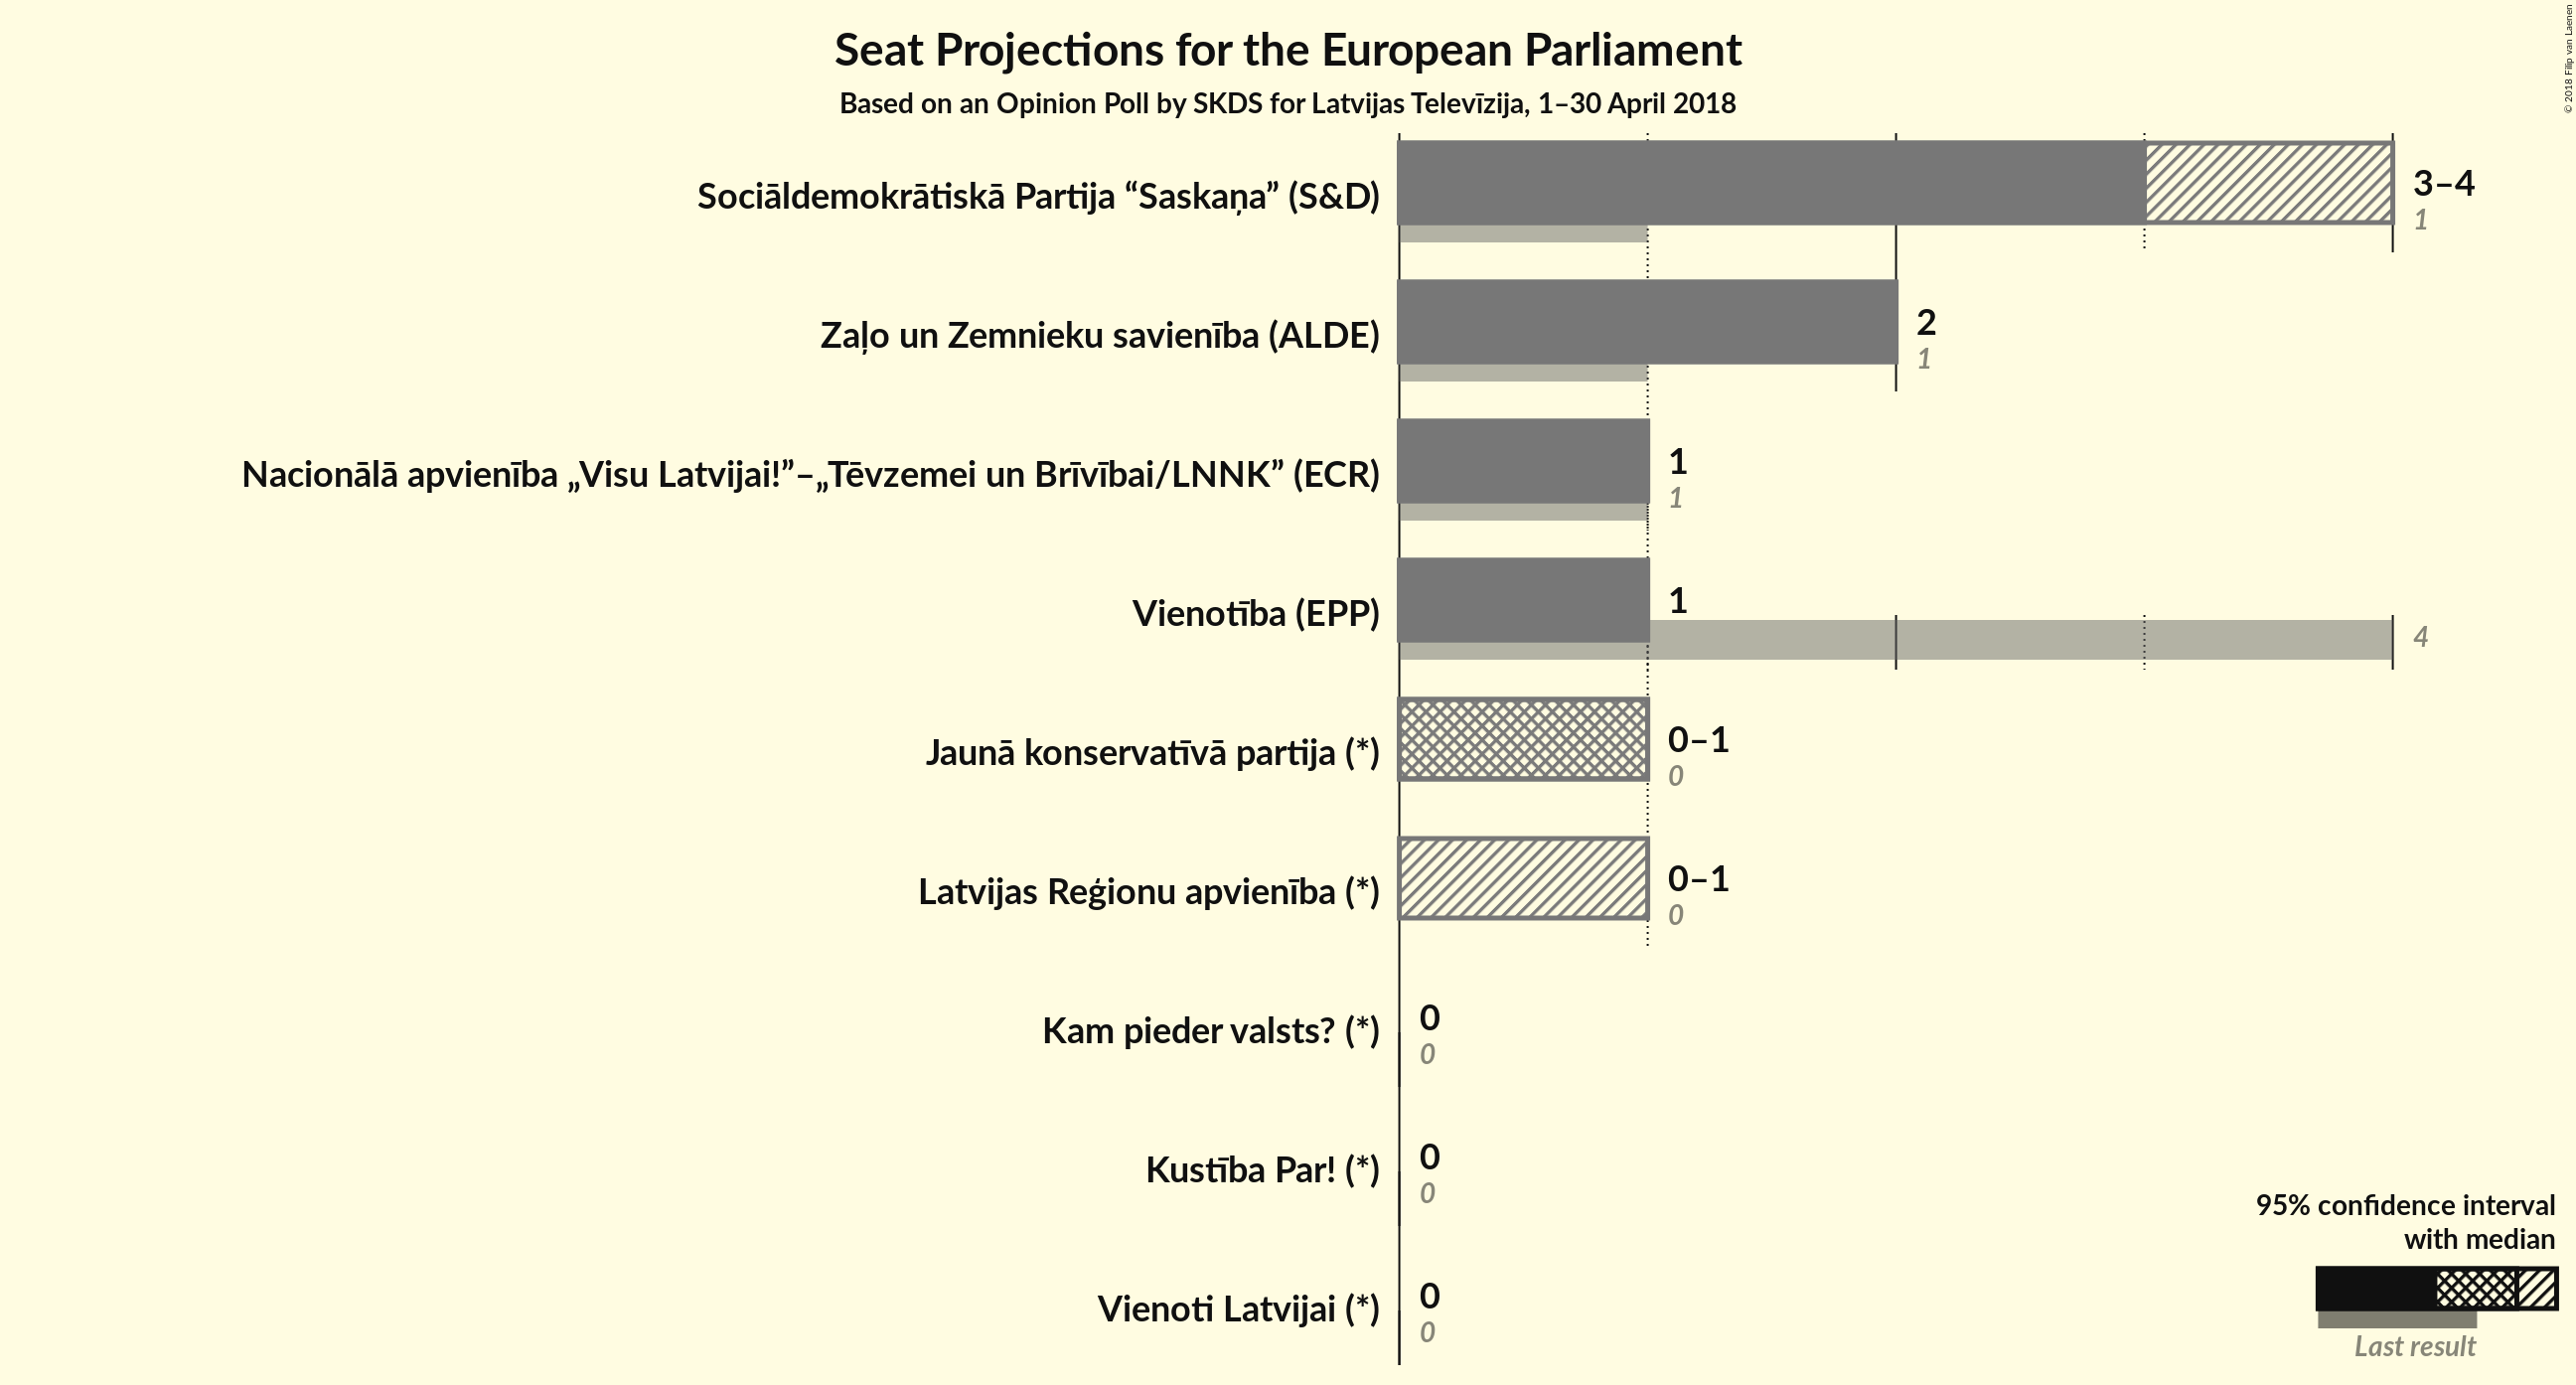 Seat Projections for the European Parliament
Based on an Opinion Poll by SKDS for Latvijas Televīzija, 1–30 April 2018
© 2018 Filip van Laenen
Sociāldemokrātiskā Partija “Saskaņa” (S&D)
3–4
1
Zaļo un Zemnieku savienība (ALDE)
2
1
Nacionālā apvienība „Visu Latvijai!”–„Tēvzemei un Brīvībai/LNNK” (ECR)
1
1
Vienotība (EPP)
1
4
Jaunā konservatīvā partija (*)
0–1
0
Latvijas Reģionu apvienība (*)
0–1
0
Kam pieder valsts? (*)
0
0
Kustība Par! (*)
0
0
Vienoti Latvijai (*)
0
0
95% confidence interval
with median
Last result